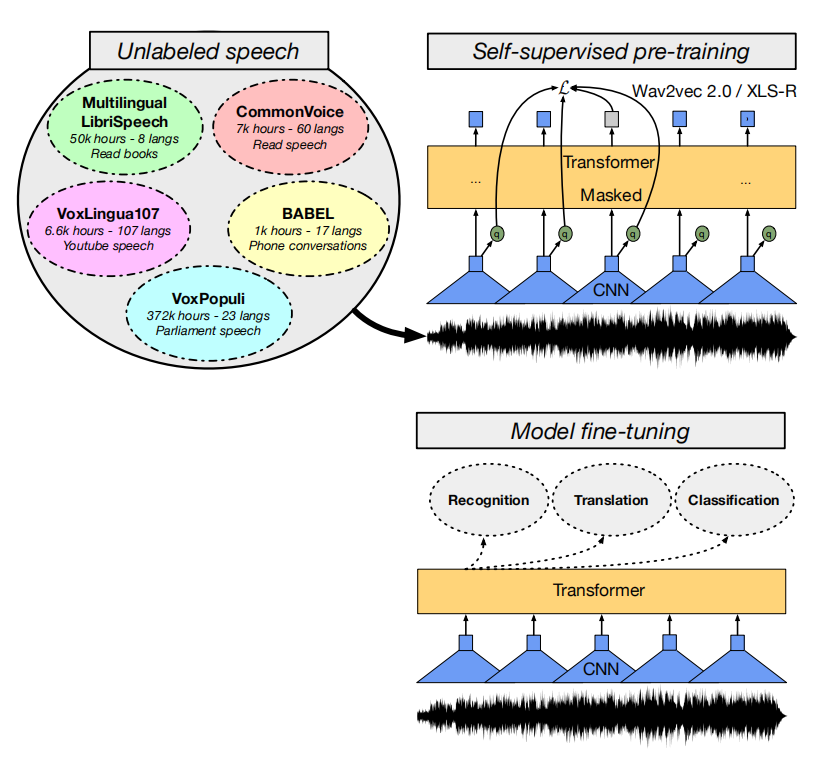 Unlabeled speech
Multilingual
LibriSpeech
50k hours - 8 langs
Read books
CommonVoice
7k hours - 60 langs
Read speech
VoxLingua107
6.6k hours - 107 langs
Youtube speech
BABEL
1k hours - 17 langs
Phone conversations
VoxPopuli
372k hours - 23 langs
Parliament speech
Self-supervised pre-training
ℒ
Wav2vec 2.0 / XLS-R
Transformer
... Masked ...
q q q q q
CNN
Model fine-tuning
Recognition Translation Classification
Transformer
CNN